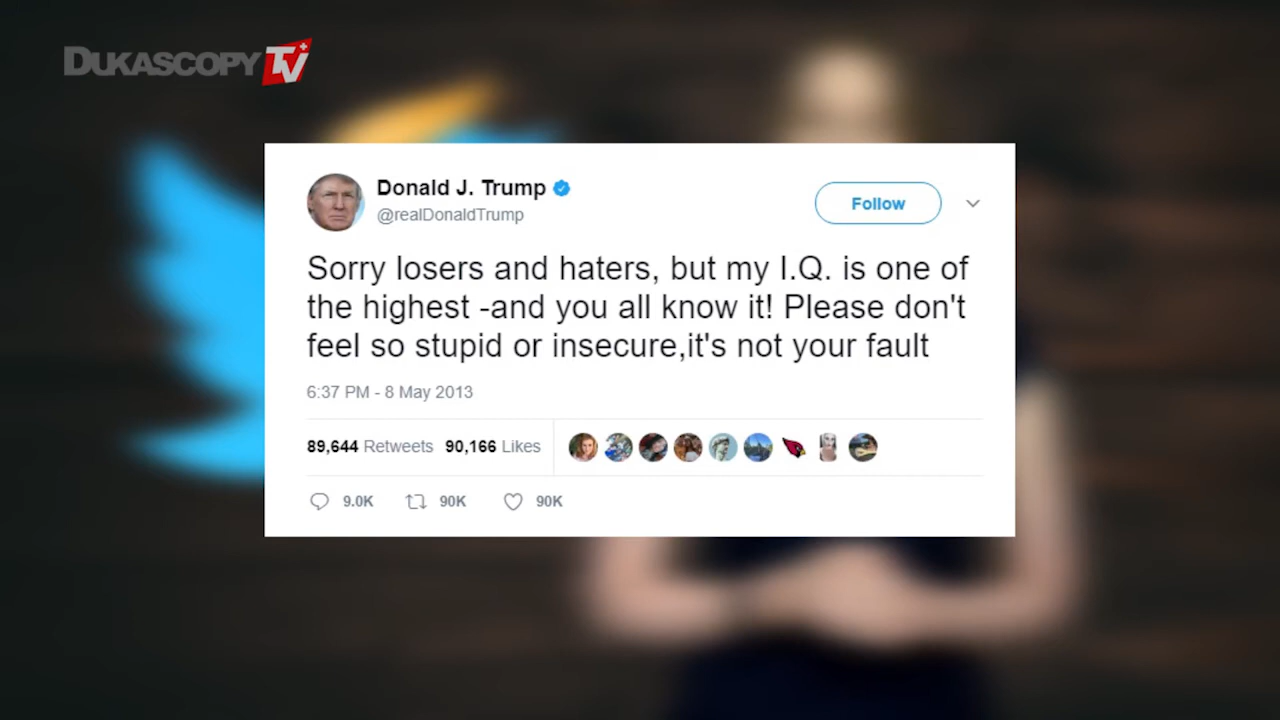 DUKASCOPY TV
Donald J. Trump
@realDonaldTrump
Follow
Sorry losers and haters, but my I.Q. is one of
the highest -and you all know it! Please don't
feel so stupid or insecure,it's not your fault
6:37 PM - 8 May 2013
89,644 Retweets 90,166 Likes
9.0K 90K 90K